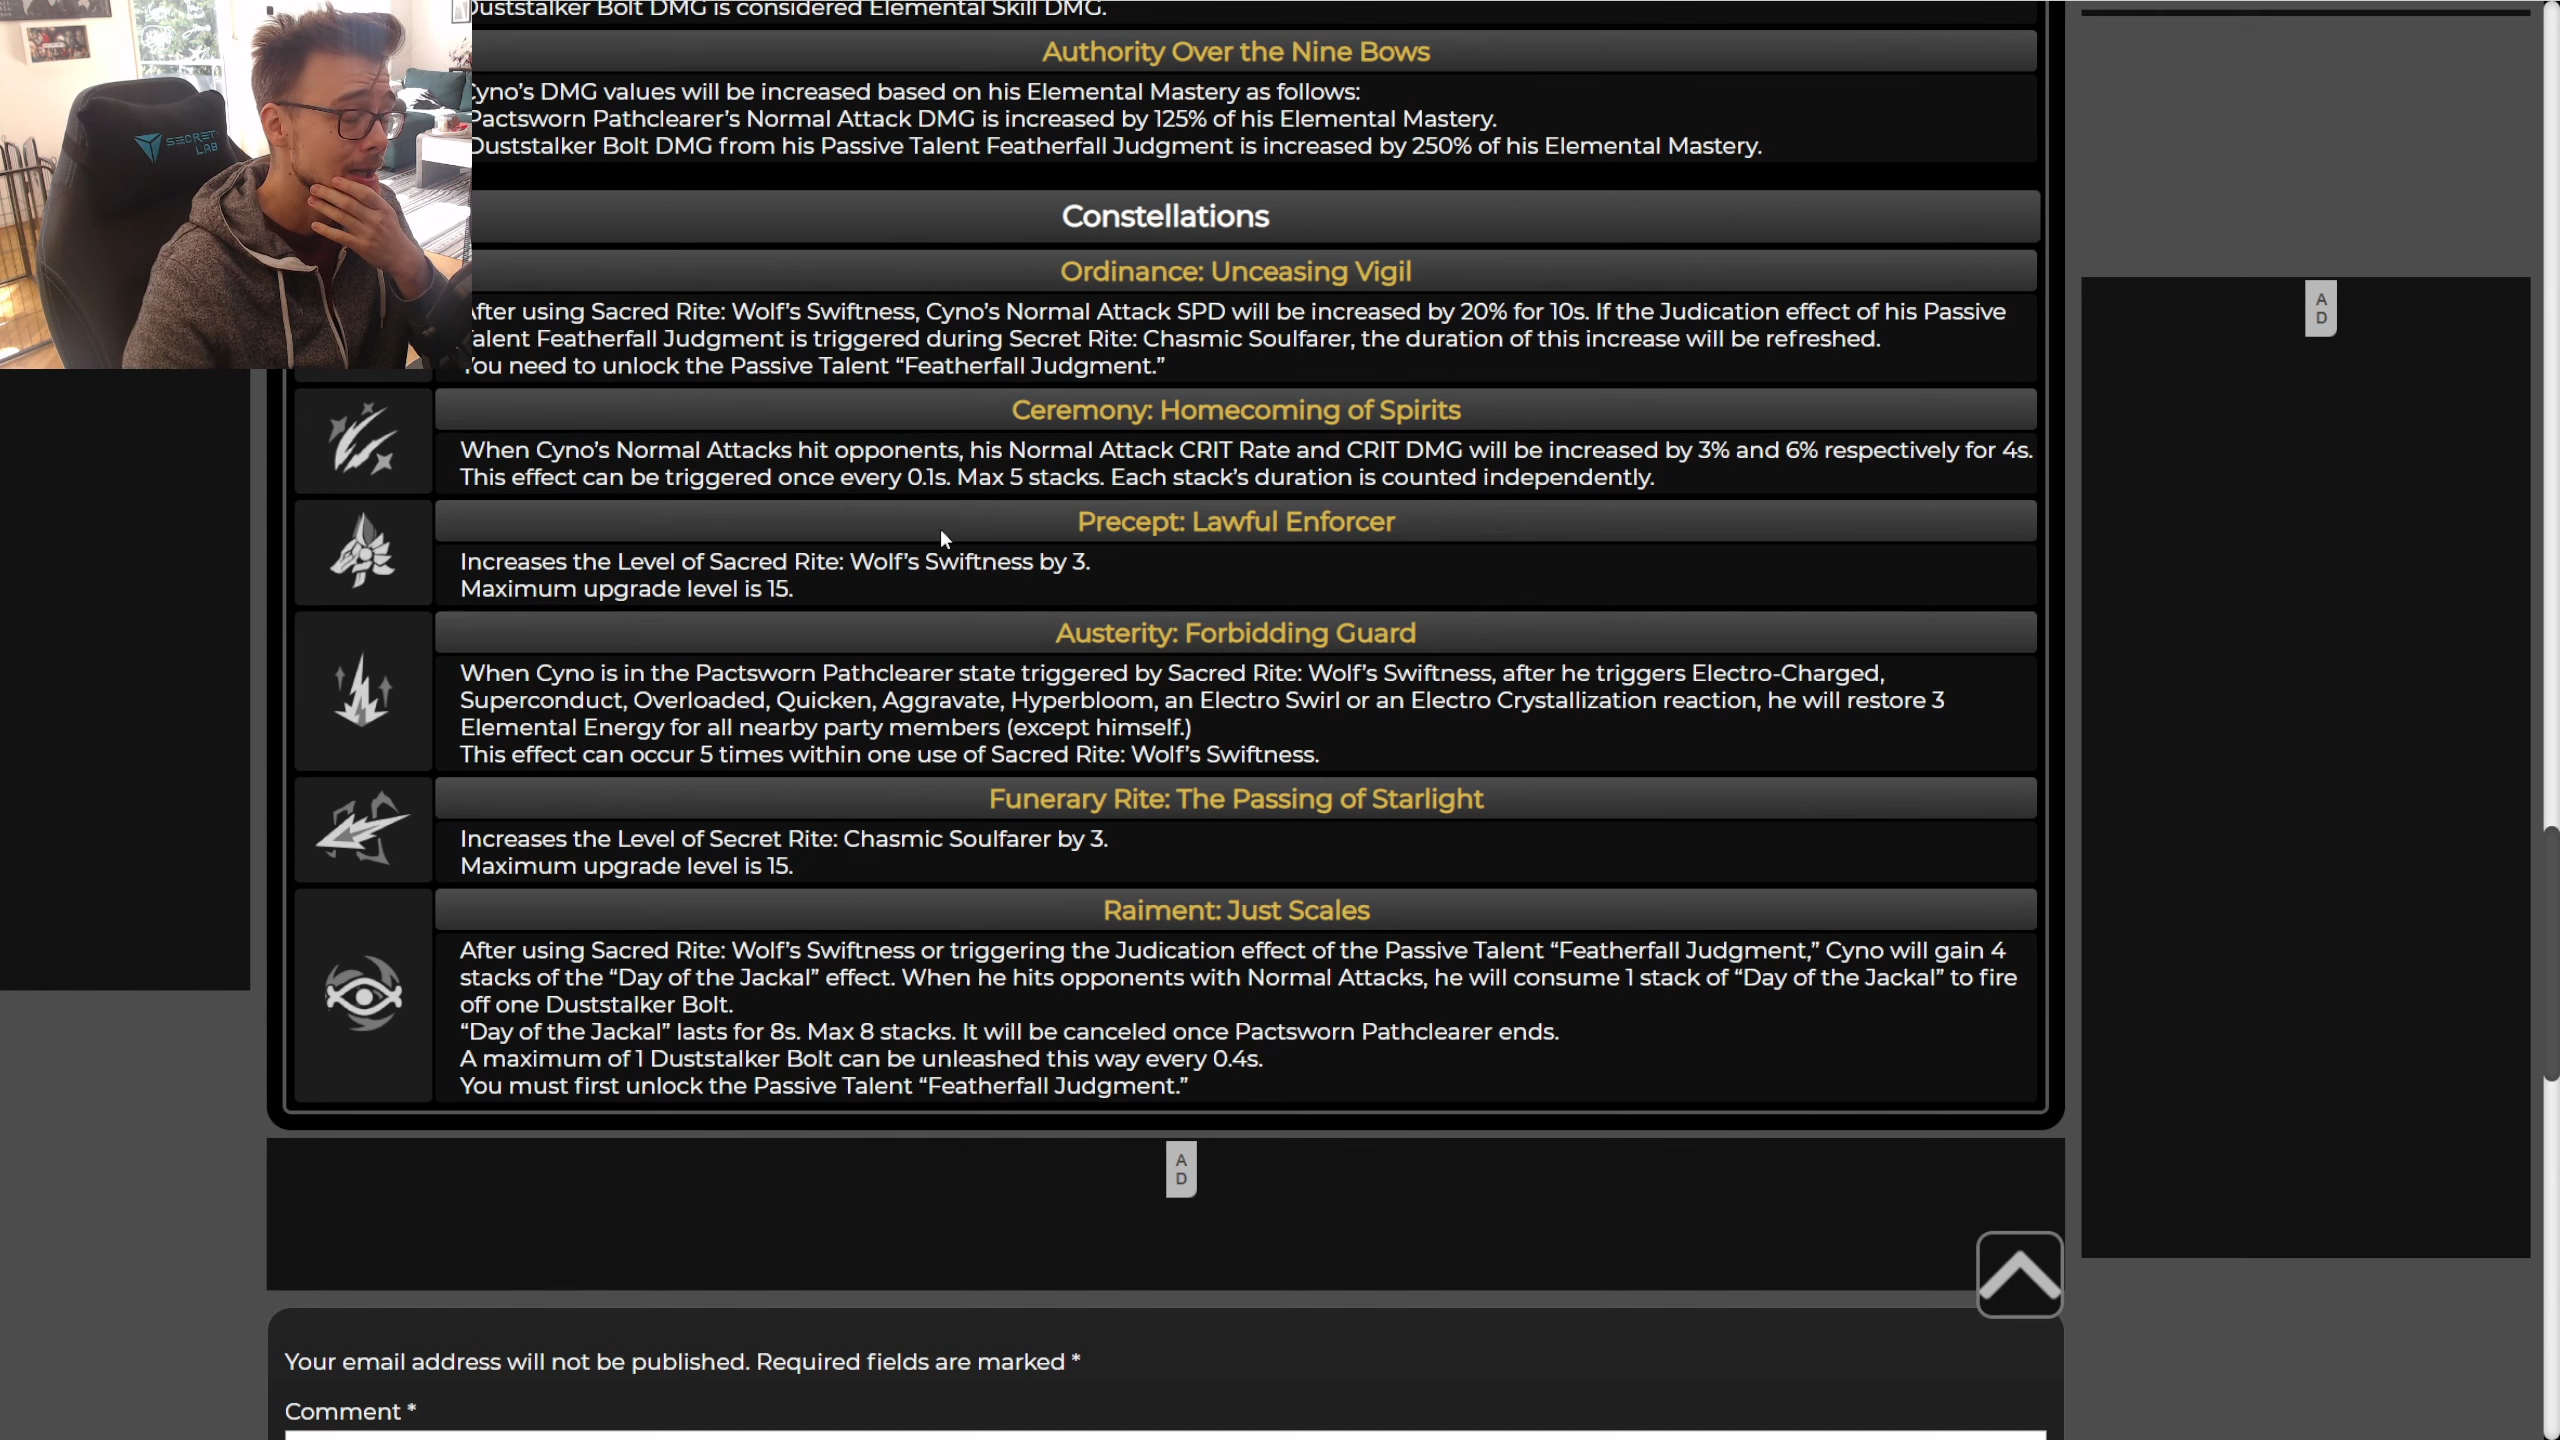 Duststalker Bolt DMG is considered Elemental Skill DMG.
Authority Over the Nine Bows
Cyno's DMG values will be increased based on his Elemental Mastery as follows:
Pactsworn Pathclearer's Normal Attack DMG is increased by 125% of his Elemental Mastery.
Duststalker Bolt DMG from his Passive Talent Featherfall Judgment is increased by 250% of his Elemental Mastery.
SECRET
LAB
Constellations
Ordinance: Unceasing Vigil
After using Sacred Rite: Wolf's Swiftness, Cyno's Normal Attack SPD will be increased by 20% for 10s. If the Judication effect of his Passive
Talent Featherfall Judgment is triggered during Secret Rite: Chasmic Soulfarer, the duration of this increase will be refreshed.
You need to unlock the Passive Talent “Featherfall Judgment.”
Ceremony: Homecoming of Spirits
When Cyno's Normal Attacks hit opponents, his Normal Attack CRIT Rate and CRIT DMG will be increased by 3% and 6% respectively for 4s.
This effect can be triggered once every 0.1s. Max 5 stacks. Each stack's duration is counted independently.
Precept: Lawful Enforcer
Increases the Level of Sacred Rite: Wolf's Swiftness by 3.
Maximum upgrade level is 15.
Austerity: Forbidding Guard
When Cyno is in the Pactsworn Pathclearer state triggered by Sacred Rite: Wolf's Swiftness, after he triggers Electro-Charged,
Superconduct, Overloaded, Quicken, Aggravate, Hyperbloom, an Electro Swirl or an Electro Crystallization reaction, he will restore 3
Elemental Energy for all nearby party members (except himself.)
This effect can occur 5 times within one use of Sacred Rite: Wolf's Swiftness.
Funerary Rite: The Passing of Starlight
Increases the Level of Secret Rite: Chasmic Soulfarer by 3.
Maximum upgrade level is 15.
Raiment: Just Scales
After using Sacred Rite: Wolf's Swiftness or triggering the Judication effect of the Passive Talent “Featherfall Judgment,” Cyno will gain 4
stacks of the “Day of the Jackal” effect. When he hits opponents with Normal Attacks, he will consume 1 stack of “Day of the Jackal” to fire
off one Duststalker Bolt.
“Day of the Jackal” lasts for 8s. Max 8 stacks. It will be canceled once Pactsworn Pathclearer ends.
A maximum of 1 Duststalker Bolt can be unleashed this way every 0.4s.
You must first unlock the Passive Talent “Featherfall Judgment.”
A
D
A
D
Your email address will not be published. Required fields are marked *
Comment *